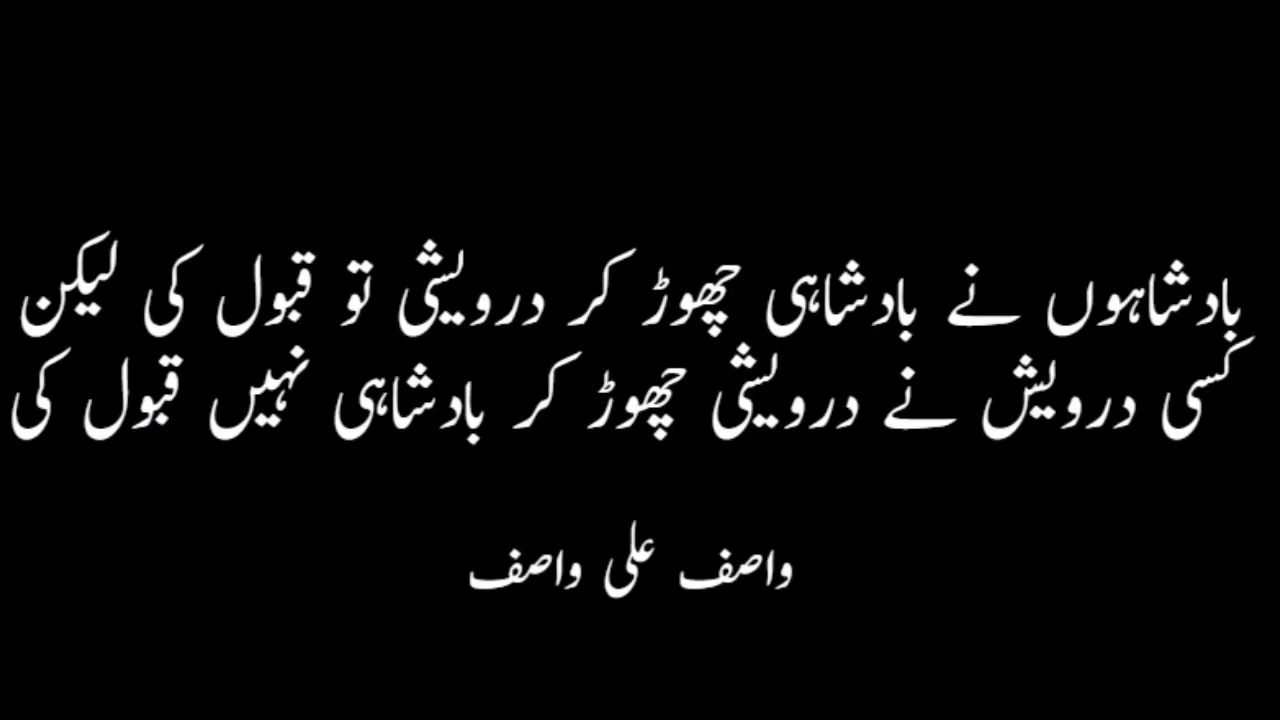 بادشاہوں نے بادشاہی چھوڑ کر درویشی تو قبول کی لیکن
کسی درویش نے درویشی چھوڑ کر بادشاہی نہیں قبول کی
واصف علی واصف